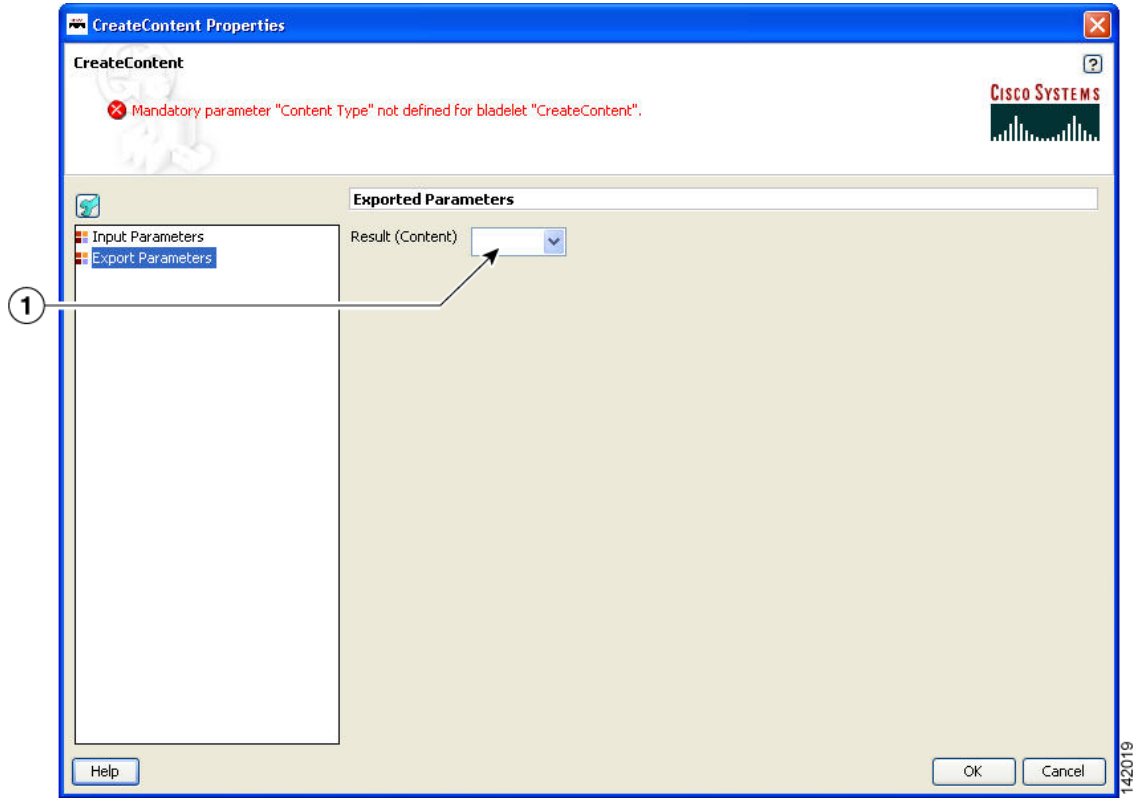 CreateContent Properties
CreateContent
Mandatory parameter "Content Type" not defined for bladelet "CreateContent".
CISCO SYSTEMS
Exported Parameters
Input Parameters
Export Parameters
Result (Content)
1
Help
OK
Cancel
142019